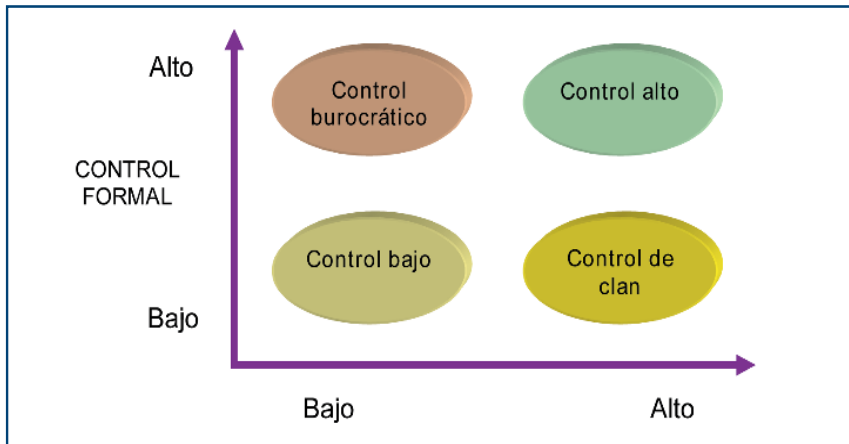 Alto
Control
burocrático
Control alto
CONTROL
FORMAL
Control bajo
Control de
clan
Bajo
Bajo
Alto